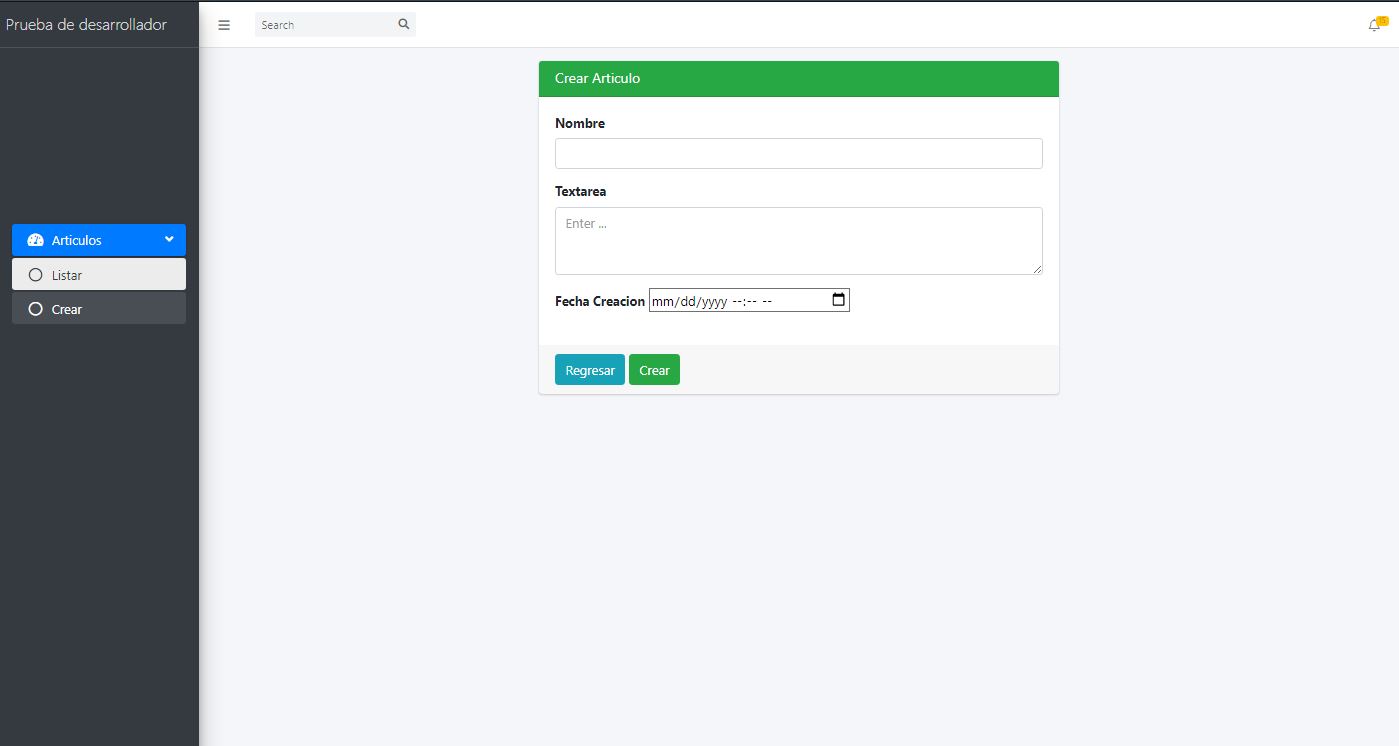 Prueba de desarrollador
Search
15
Articulos
Listar
Crear
Crear Articulo
Nombre
Textarea
Enter ...
Fecha Creacion mm/dd/yyyy --:-- --
Regresar Crear